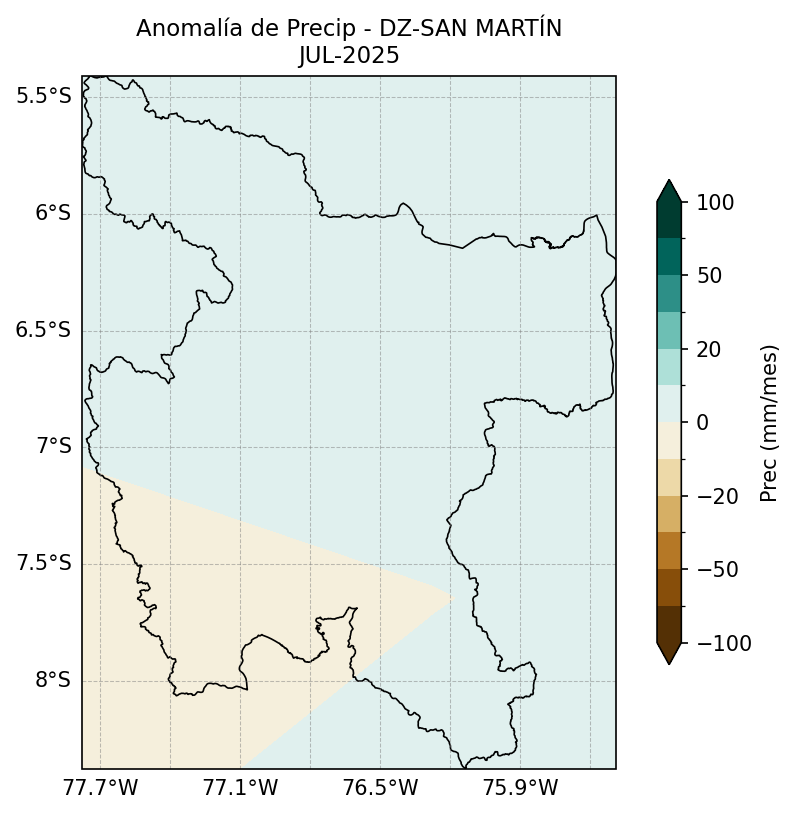 Anomalía de Precip - DZ-SAN MARTÍN
JUL-2025
5.5°S
6°S
6.5°S
7°S
7.5°S
8°S
77.7°W
77.1°W
76.5°W
75.9°W
100
50
20
0
−20
−50
−100
Prec (mm/mes)